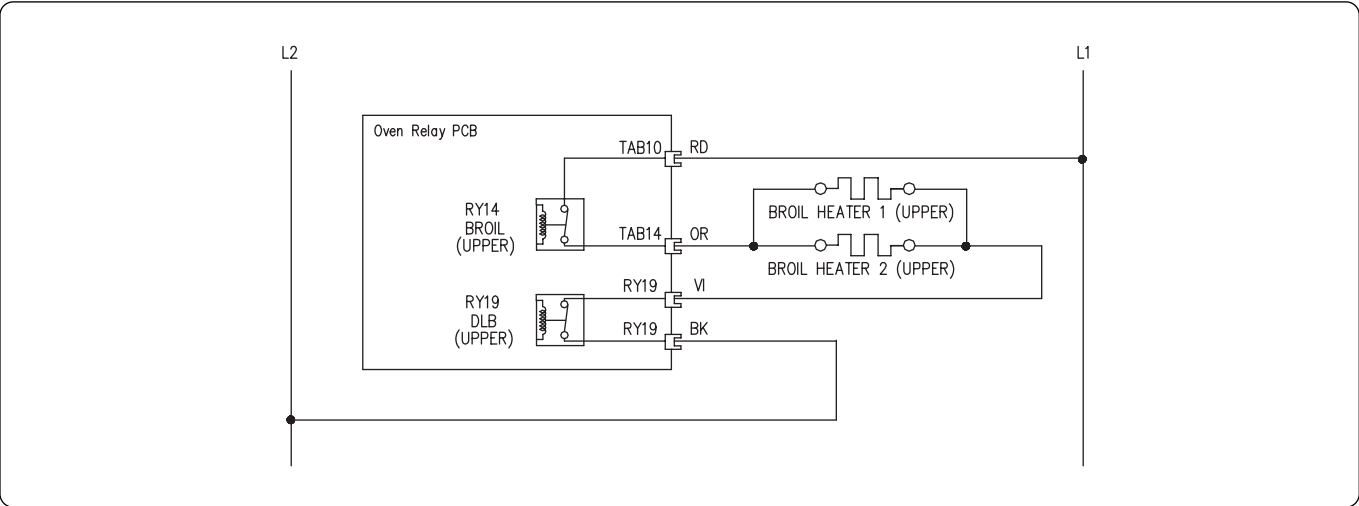 L2
L1
Oven Relay PCB
TAB10
RD
RY14
BROIL
(UPPER)
TAB14
OR
BROIL HEATER 1 (UPPER)
BROIL HEATER 2 (UPPER)
RY19
VI
RY19
DLB
(UPPER)
RY19
BK